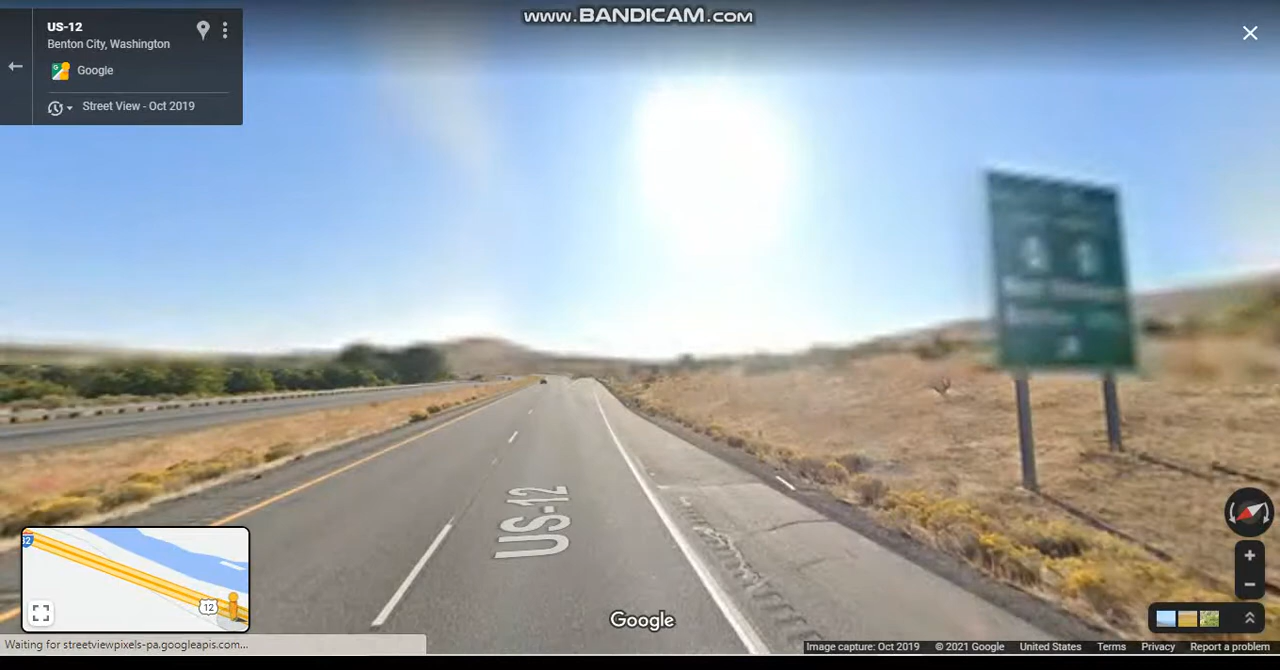 www.BANDICAM.com
US-12
Benton City, Washington
Google
Street View - Oct 2019
US-12
22
12
Google
Waiting for streetviewpixels-pa.googleapis.com...
Image capture: Oct 2019 © 2021 Google United States Terms Privacy Report a problem